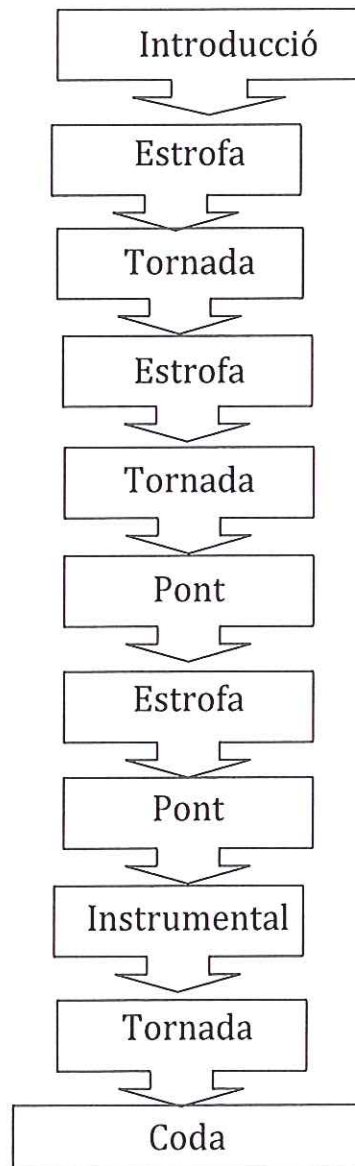 Introducció
Estrofa
Tornada
Estrofa
Tornada
Pont
Estrofa
Pont
Instrumental
Tornada
Coda